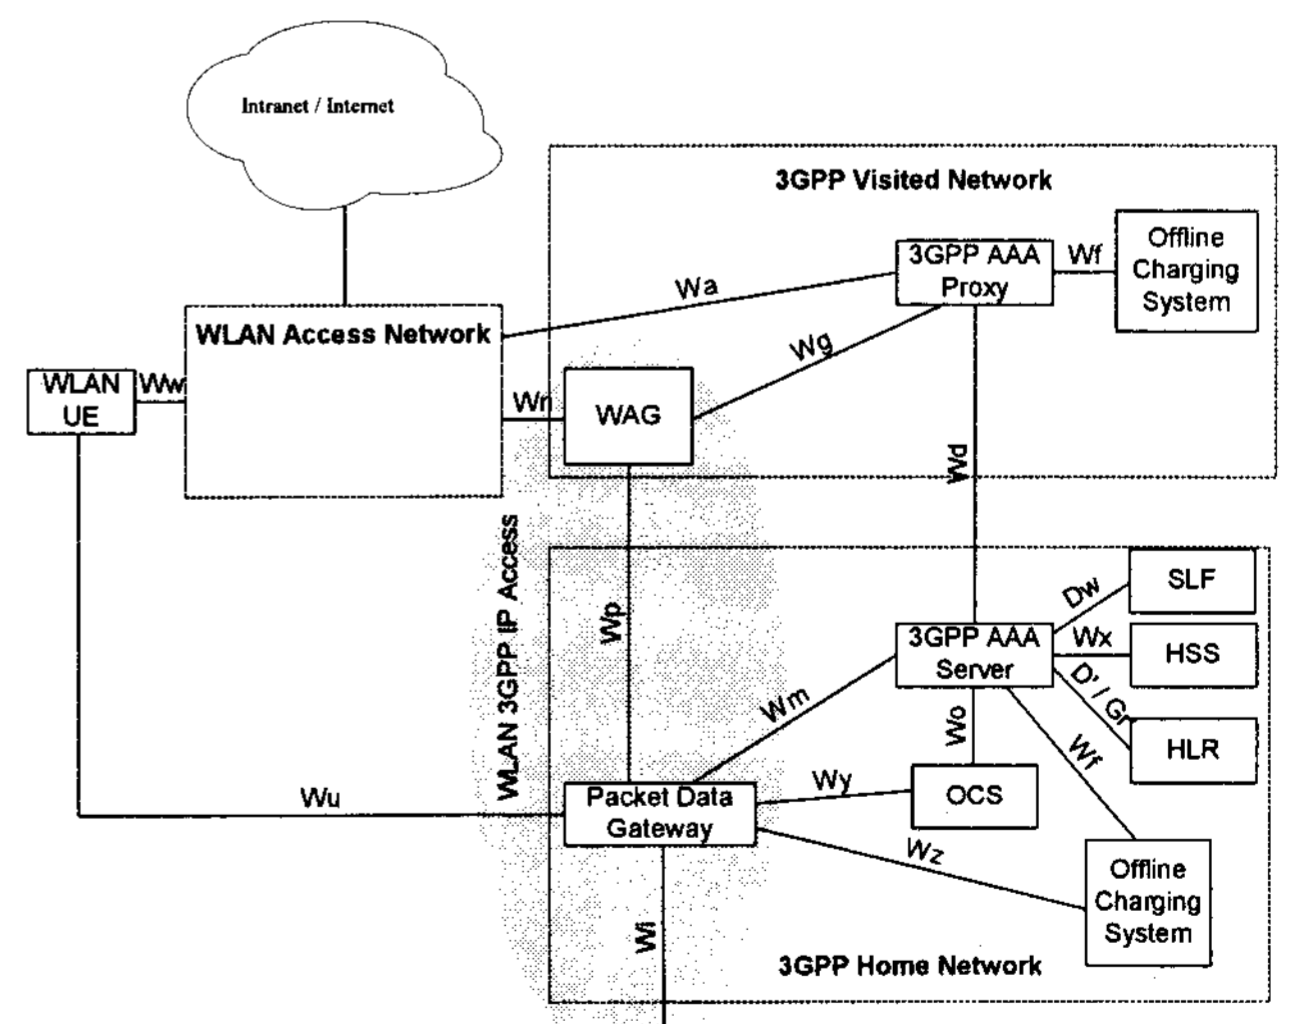 Intranet / Internet
3GPP Visited Network
Offline
Charging
System
3GPP AAA
Proxy
Wf
Wa
WLAN Access Network
Wg
WLAN
UE
Ww
Wn
WAG
Wd
WLAN 3GPP IP Access
Wp
SLF
Dw
3GPP AAA
Server
Wx
HSS
D' / Gr
HLR
Wm
Wo
Wf
Wu
Packet Data
Gateway
Wy
OCS
Wz
Offline
Charging
System
Wi
3GPP Home Network